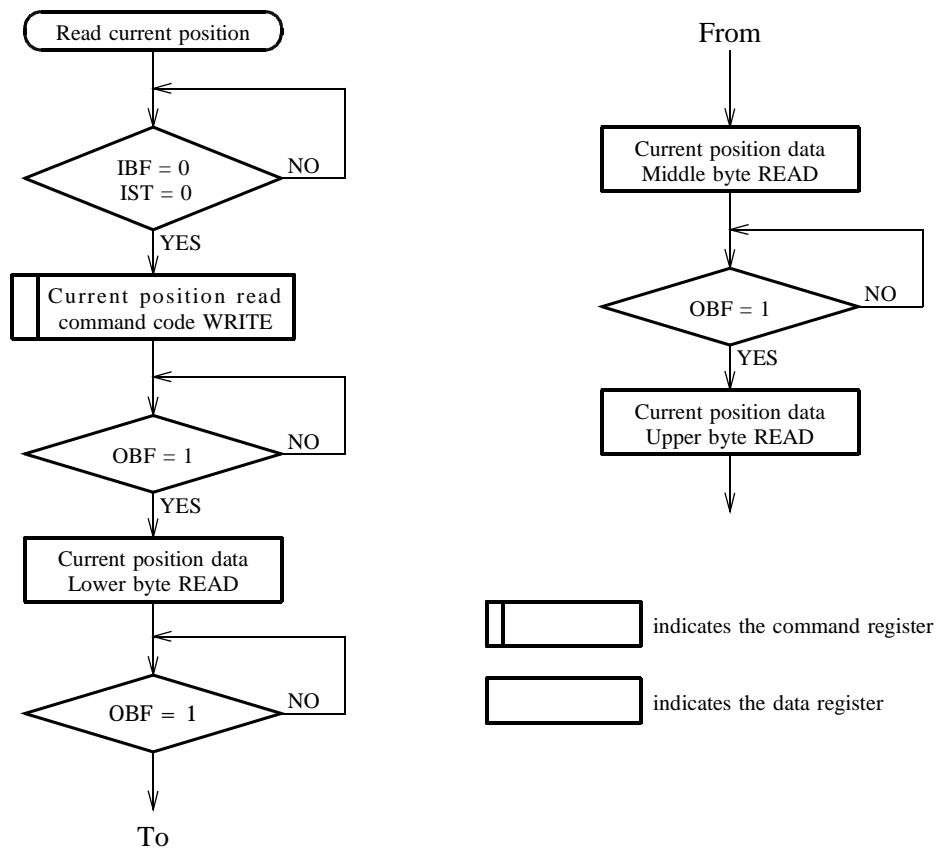 Read current position
IBF = 0
IST = 0
NO
YES
Current position read
command code WRITE
OBF = 1
NO
YES
Current position data
Lower byte READ
OBF = 1
NO
To
From
Current position data
Middle byte READ
OBF = 1
NO
YES
Current position data
Upper byte READ
indicates the command register
indicates the data register